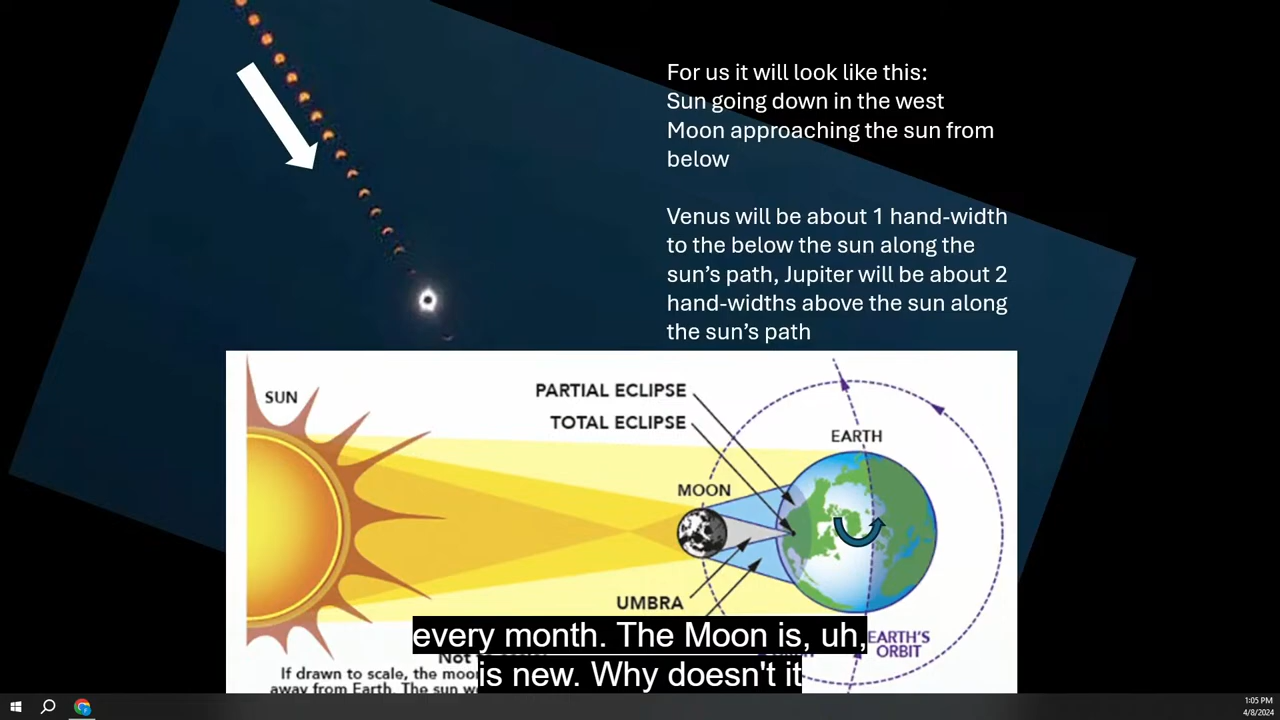 For us it will look like this:
Sun going down in the west
Moon approaching the sun from
below
Venus will be about 1 hand-width
to the below the sun along the
sun's path, Jupiter will be about 2
hand-widths above the sun along
the sun's path
SUN
PARTIAL ECLIPSE
TOTAL ECLIPSE
EARTH
MOON
UMBRA
EARTH'S
ORBIT
Not
If drawn to scale, the moo
away from Earth. The sun w
every month. The Moon is, uh,
is new. Why doesn't it
1:05 PM
4/8/2024